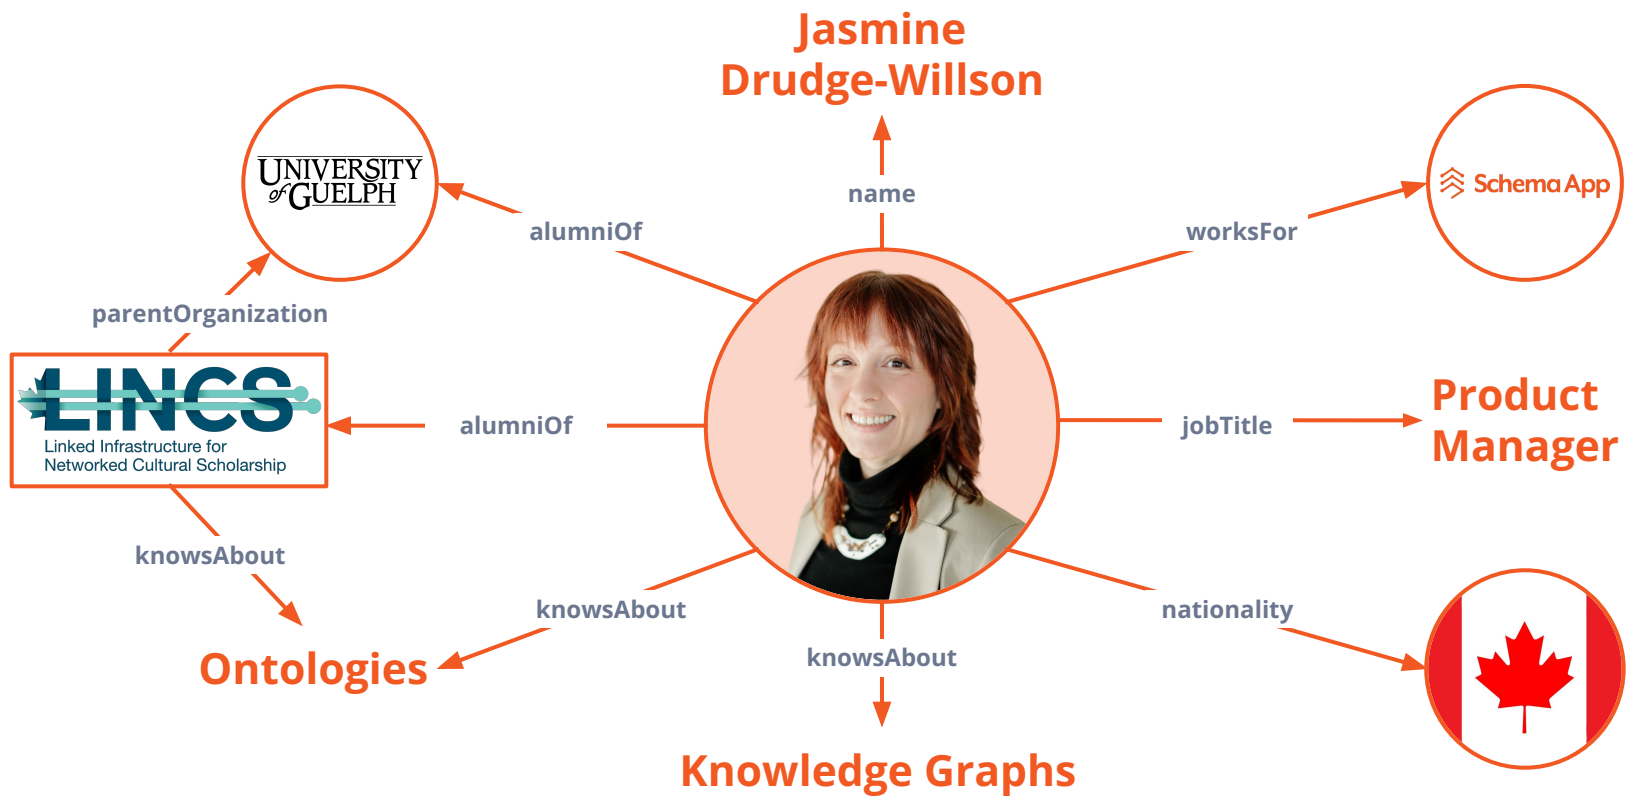 Jasmine
Drudge-Willson
UNIVERSITY
of GUELPH
Schema App
name
alumniOf
worksFor
parentOrganization
LINCS
Linked Infrastructure for
Networked Cultural Scholarship
alumniOf
jobTitle
Product
Manager
knowsAbout
knowsAbout
nationality
knowsAbout
Ontologies
Knowledge Graphs